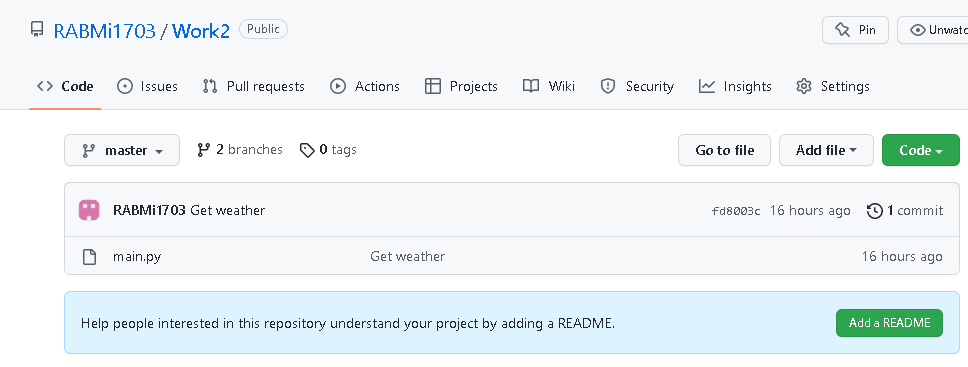 RABMi1703 / Work2 Public Pin
Code Issues Pull requests Actions Projects Wiki Security Insights Settings
master 2 branches 0 tags Go to file Add file Code
RABMi1703 Get weather fd8003c 16 hours ago 1 commit
main.py Get weather 16 hours ago
Help people interested in this repository understand your project by adding a README. Add a README